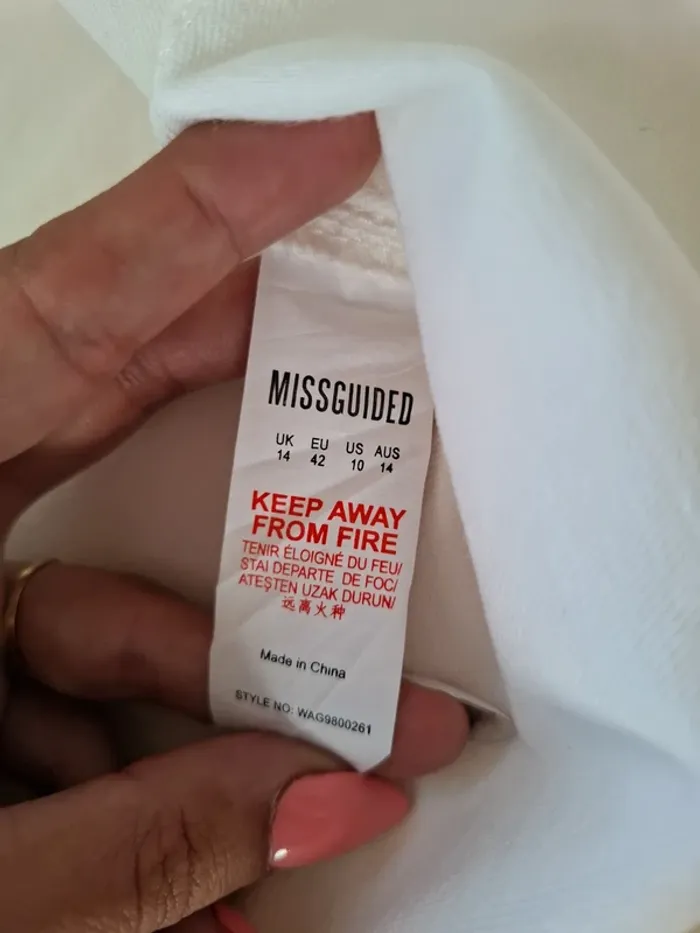 MISSGUIDED
UK EU US AUS
14 42 10 14
KEEP AWAY
FROM FIRE
TENIR ÉLOIGNÉ DU FEU/
STAI DEPARTE DE FOC/
ATEŞTEN UZAK DURUN/
远离火种
Made in China
STYLE NO: WAG9800261